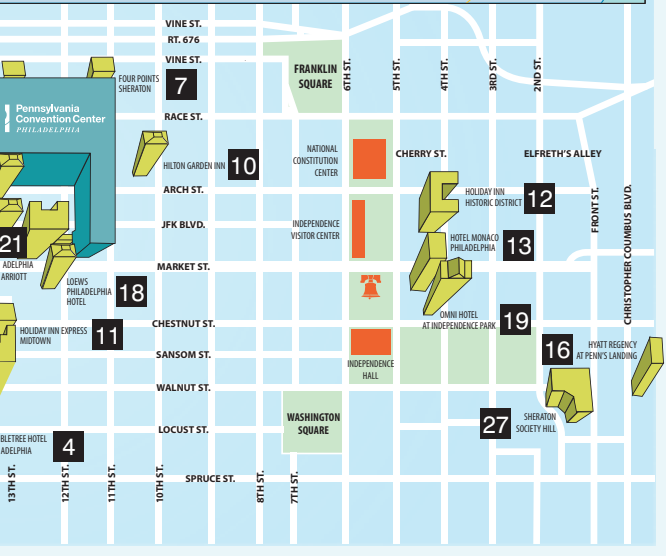 VINE ST.
RT. 676
VINE ST.
FOUR POINTS
SHERATON
7
FRANKLIN
SQUARE
6TH ST.
5TH ST.
4TH ST.
3RD ST.
2ND ST.
Pennsylvania
Convention Center
PHILADELPHIA
RACE ST.
HILTON GARDEN INN
10
NATIONAL
CONSTITUTION
CENTER
CHERRY ST.
ELFRETH'S ALLEY
ARCH ST.
HOLIDAY INN
HISTORIC DISTRICT
12
FRONT ST.
CHRISTOPHER COUMBUS BLVD.
JFK BLVD.
INDEPENDENCE
VISITOR CENTER
HOTEL MONACO
PHILADELPHIA
13
21
ADELPHIA
ARRIOTT
MARKET ST.
LOEWS
PHILADELPHIA
HOTEL
18
OMNI HOTEL
AT INDEPENDENCE PARK
19
CHESTNUT ST.
HOLIDAY INN EXPRESS
MIDTOWN
11
SANSOM ST.
INDEPENDENCE
HALL
16
HYATT REGENCY
AT PENN'S LANDING
WALNUT ST.
WASHINGTON
SQUARE
27
SHERATON
SOCIETY HILL
LOCUST ST.
BLETREE HOTEL
ADELPHIA
4
13TH ST.
12TH ST.
11TH ST.
10TH ST.
SPRUCE ST.
8TH ST.
7TH ST.